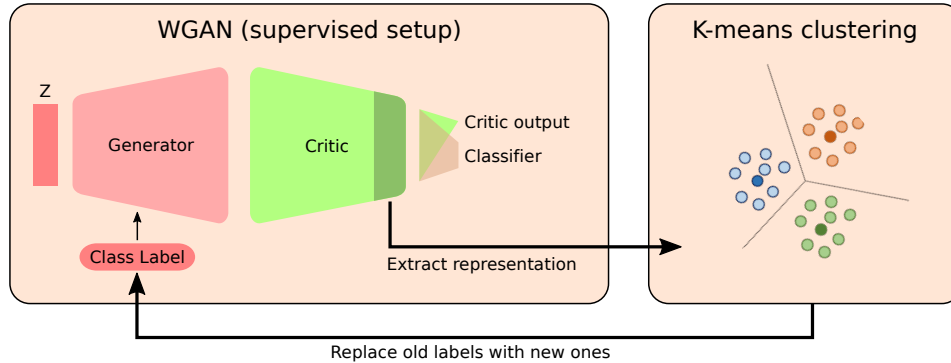 WGAN (supervised setup)
K-means clustering
Z
Generator
Critic
Critic output
Classifier
Class Label
Extract representation
Replace old labels with new ones